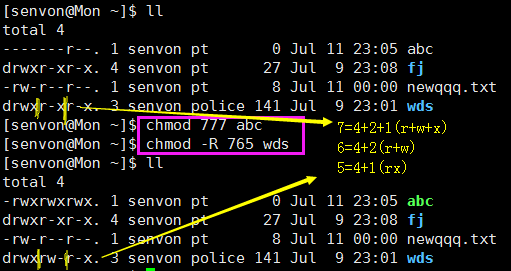 [senvon@Mon ~]$ ll
total 4
-------r--. 1 senvon pt 0 Jul 11 23:05 abc
drwxr-xr-x. 4 senvon pt 27 Jul 9 23:08 fj
-rw-r--r--. 1 senvon pt 8 Jul 11 00:00 newqqq.txt
drwxr-xr-x. 3 senvon police 141 Jul 9 23:01 wds
[senvon@Mon ~]$ chmod 777 abc
[senvon@Mon ~]$ chmod -R 765 wds
7=4+2+1(r+w+x)
6=4+2(r+w)
5=4+1(rx)
[senvon@Mon ~]$ ll
total 4
-rwxrwxrwx. 1 senvon pt 0 Jul 11 23:05 abc
drwxr-xr-x. 4 senvon pt 27 Jul 9 23:08 fj
-rw-r--r--. 1 senvon pt 8 Jul 11 00:00 newqqq.txt
drwxrw-r-x. 3 senvon police 141 Jul 9 23:01 wds